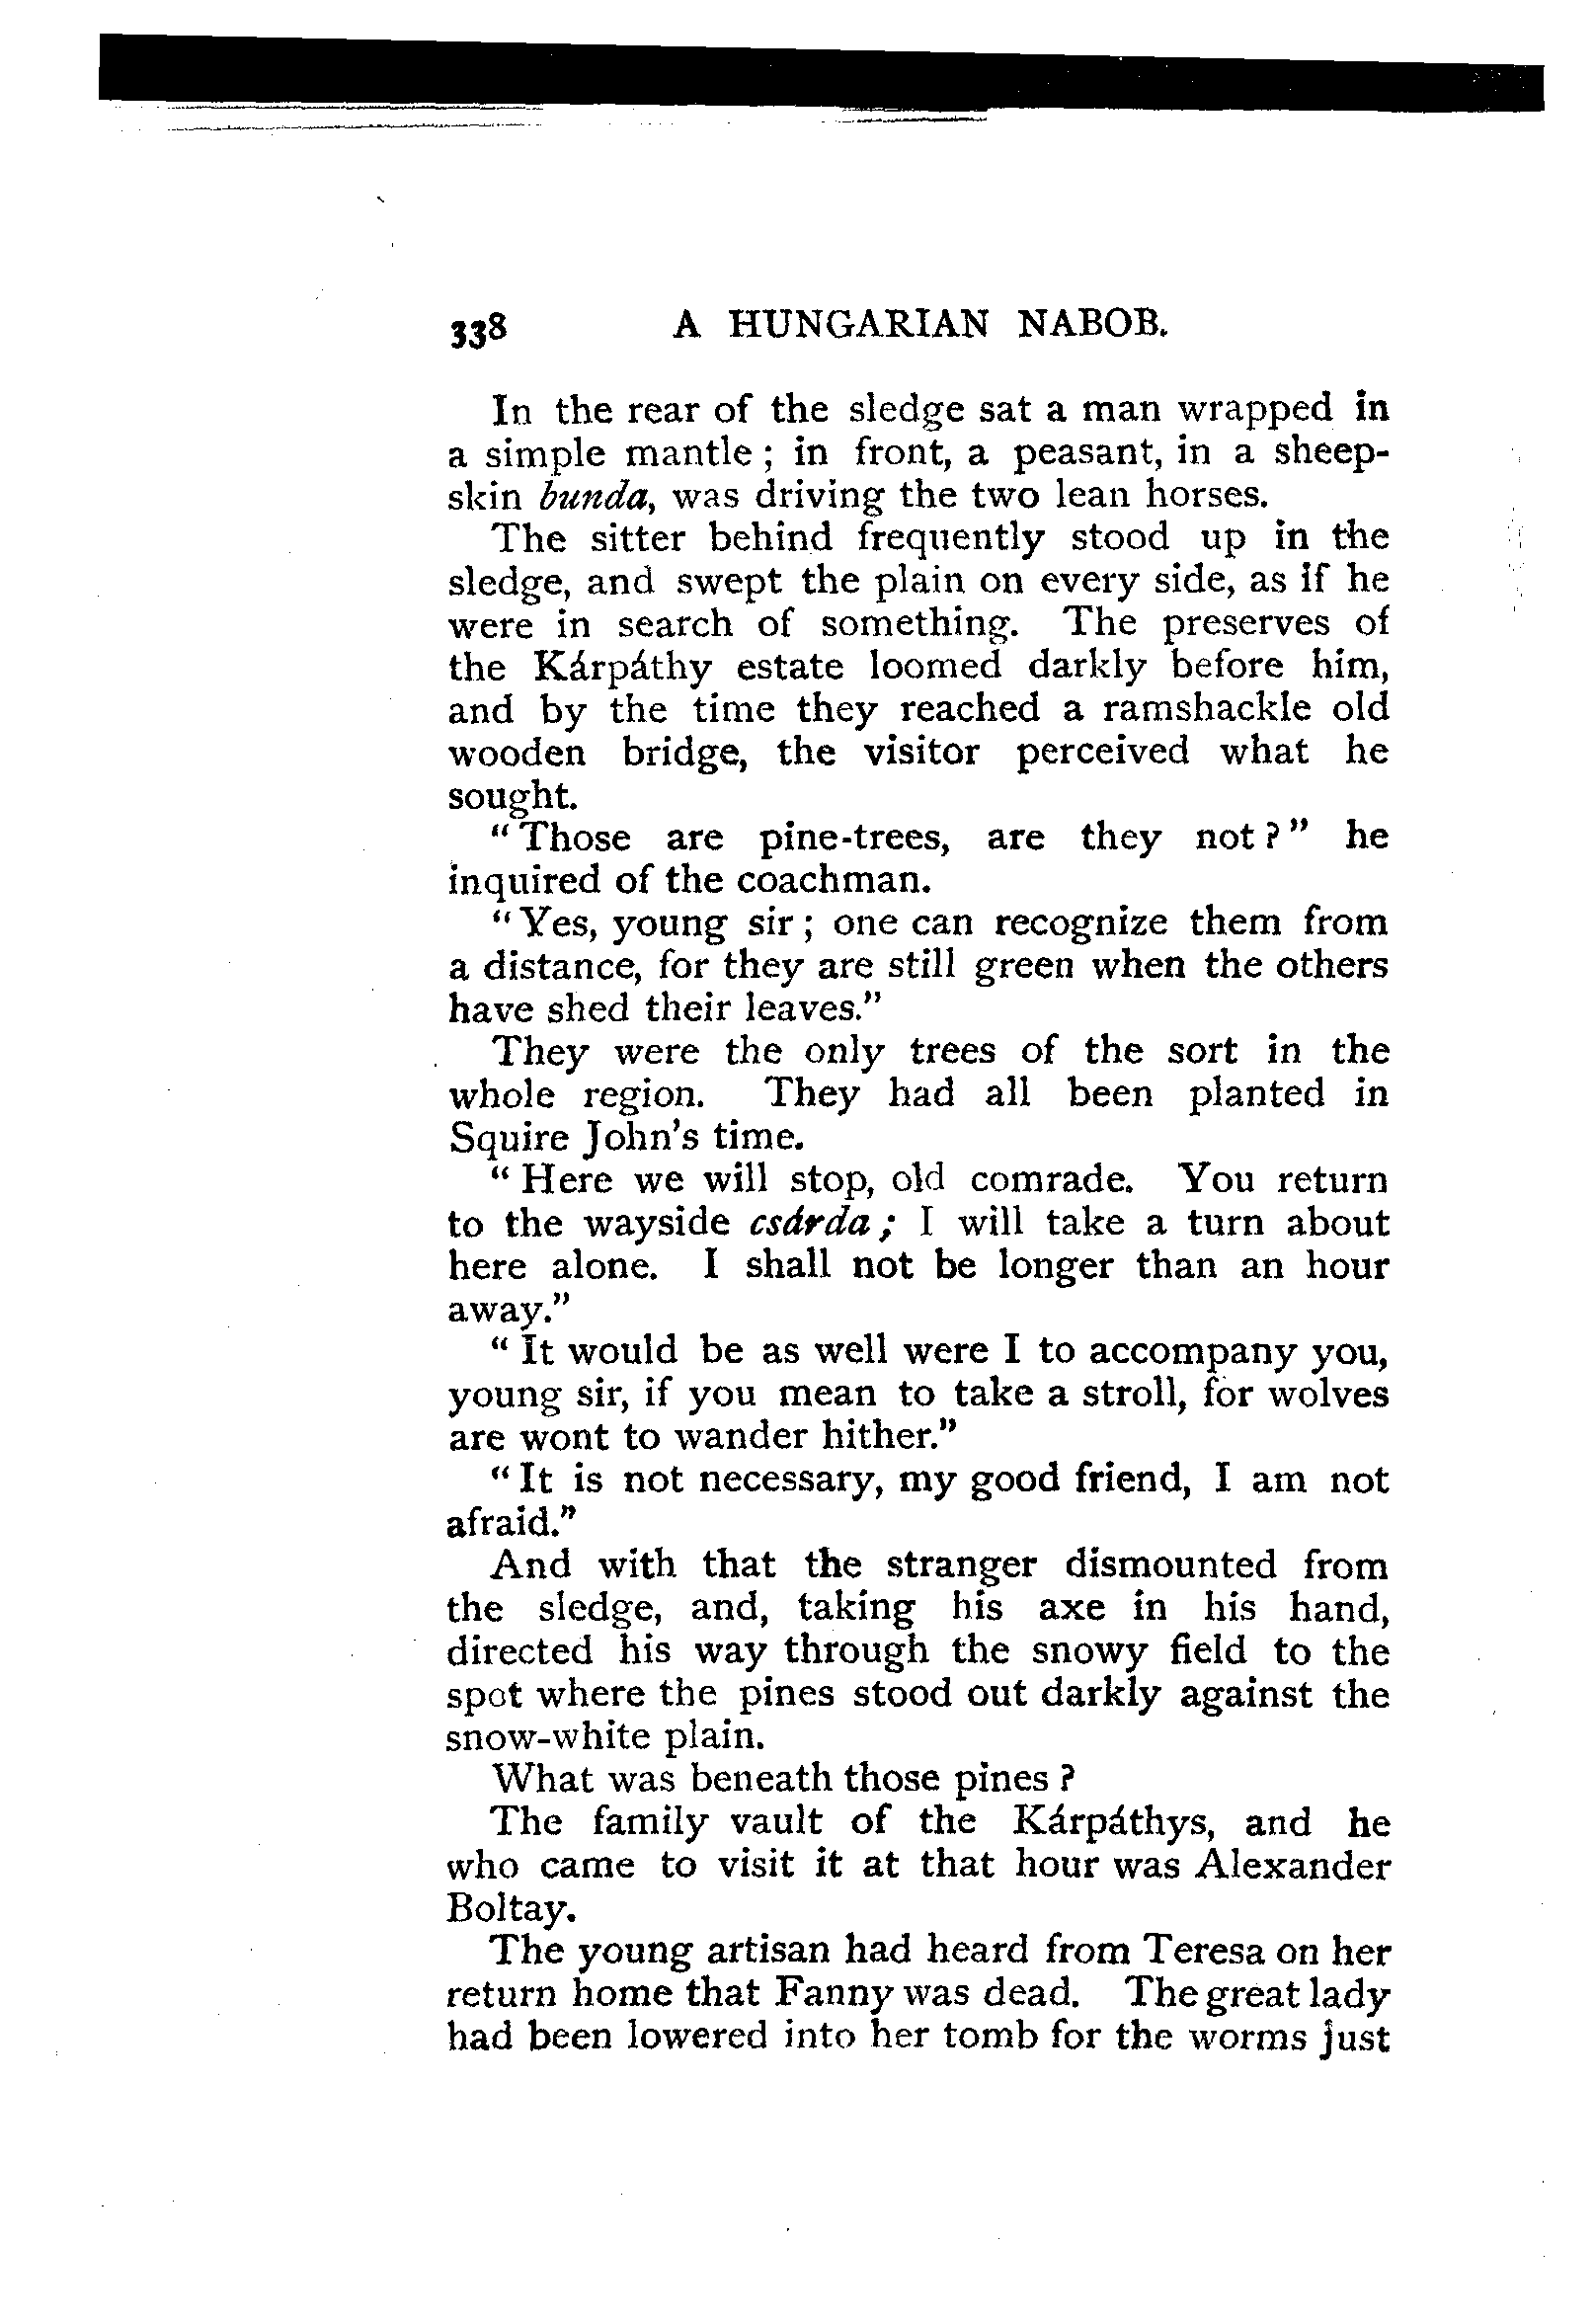 338 A HUNGARIAN NABOB.
In the rear of the sledge sat a man wrapped in
a simple mantle ; in front, a peasant, in a sheep-
skin bunda, was driving the two lean horses.
The sitter behind frequently stood up in the
sledge, and swept the plain on every side, as if he
were in search of something. The preserves of
the Kárpáthy estate loomed darkly before him,
and by the time they reached a ramshackle old
wooden bridge, the visitor perceived what he
sought.
“Those are pine-trees, are they not ?” he
inquired of the coachman.
“Yes, young sir ; one can recognize them from
a distance, for they are still green when the others
have shed their leaves.”
They were the only trees of the sort in the
whole region. They had all been planted in
Squire John's time.
“Here we will stop, old comrade. You return
to the wayside csárda ; I will take a turn about
here alone. I shall not be longer than an hour
away.”
“It would be as well were I to accompany you,
young sir, if you mean to take a stroll, for wolves
are wont to wander hither.”
“It is not necessary, my good friend, I am not
afraid.”
And with that the stranger dismounted from
the sledge, and, taking his axe in his hand,
directed his way through the snowy field to the
spot where the pines stood out darkly against the
snow-white plain.
What was beneath those pines ?
The family vault of the Kárpáthys, and he
who came to visit it at that hour was Alexander
Boltay.
The young artisan had heard from Teresa on her
return home that Fanny was dead. The great lady
had been lowered into her tomb for the worms just